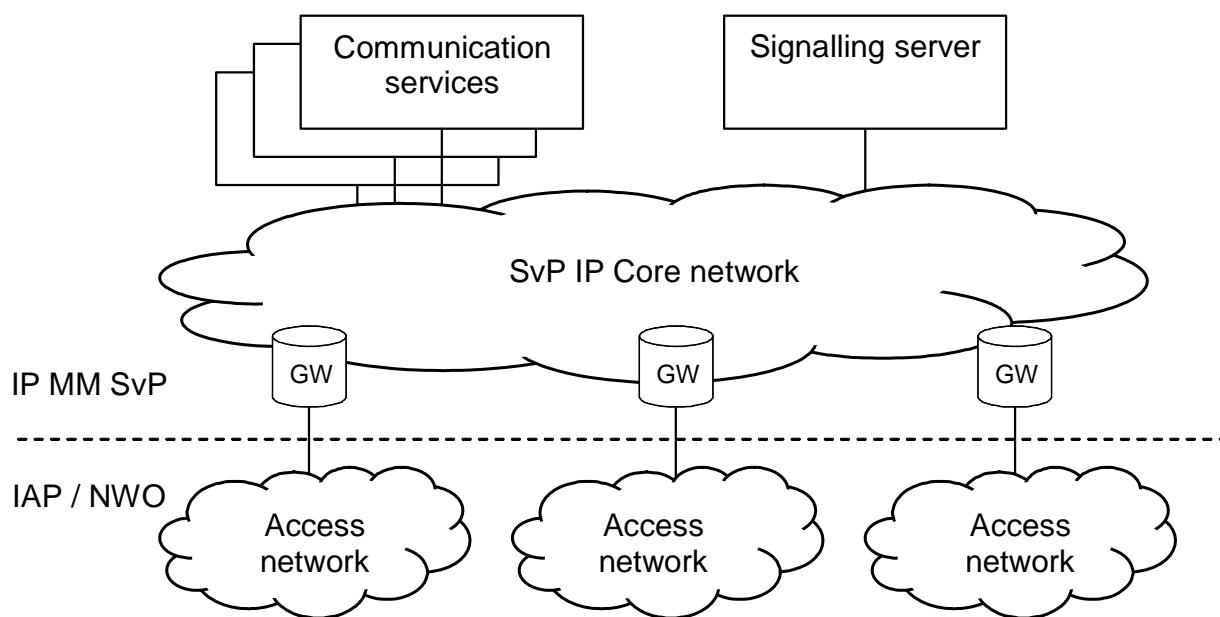 Communication
services
Signalling server
SvP IP Core network
GW
GW
GW
IP MM SvP
IAP / NWO
Access
network
Access
network
Access
network